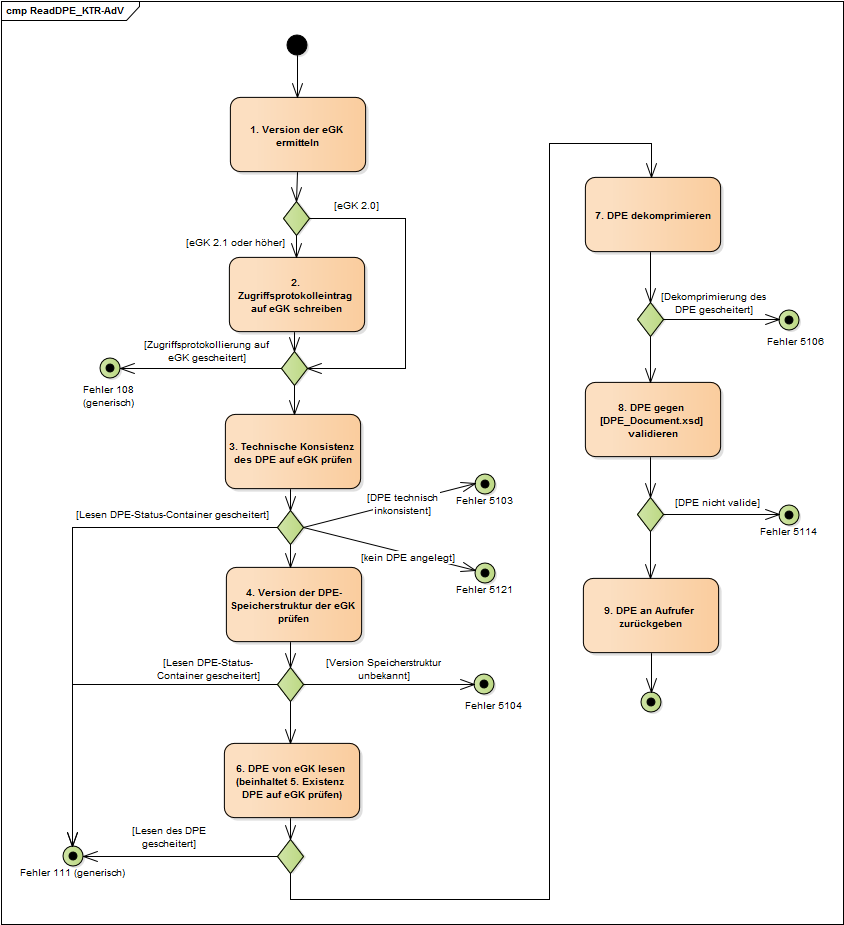 cmp ReadDPE_KTR-AdV
1. Version der eGK
ermitteln
[eGK 2.0]
[eGK 2.1 oder höher]
2.
Zugriffsprotokolleintrag
auf eGK schreiben
[Zugriffsprotokollierung auf
eGK gescheitert]
Fehler 108
(generisch)
3. Technische Konsistenz
des DPE auf eGK prüfen
[Lesen DPE-Status-Container gescheitert]
[DPE technisch
inkonsistent]
Fehler 5103
[kein DPE angelegt]
Fehler 5121
4. Version der DPE-
Speicherstruktur der eGK
prüfen
[Lesen DPE-Status-
Container gescheitert]
[Version Speicherstruktur
unbekannt]
Fehler 5104
6. DPE von eGK lesen
(beinhaltet 5. Existenz
DPE auf eGK prüfen)
[Lesen des DPE
gescheitert]
Fehler 111 (generisch)
7. DPE dekomprimieren
[Dekomprimierung des
DPE gescheitert]
Fehler 5106
8. DPE gegen
[DPE_Document.xsd]
validieren
[DPE nicht valide]
Fehler 5114
9. DPE an Aufrufer
zurückgeben